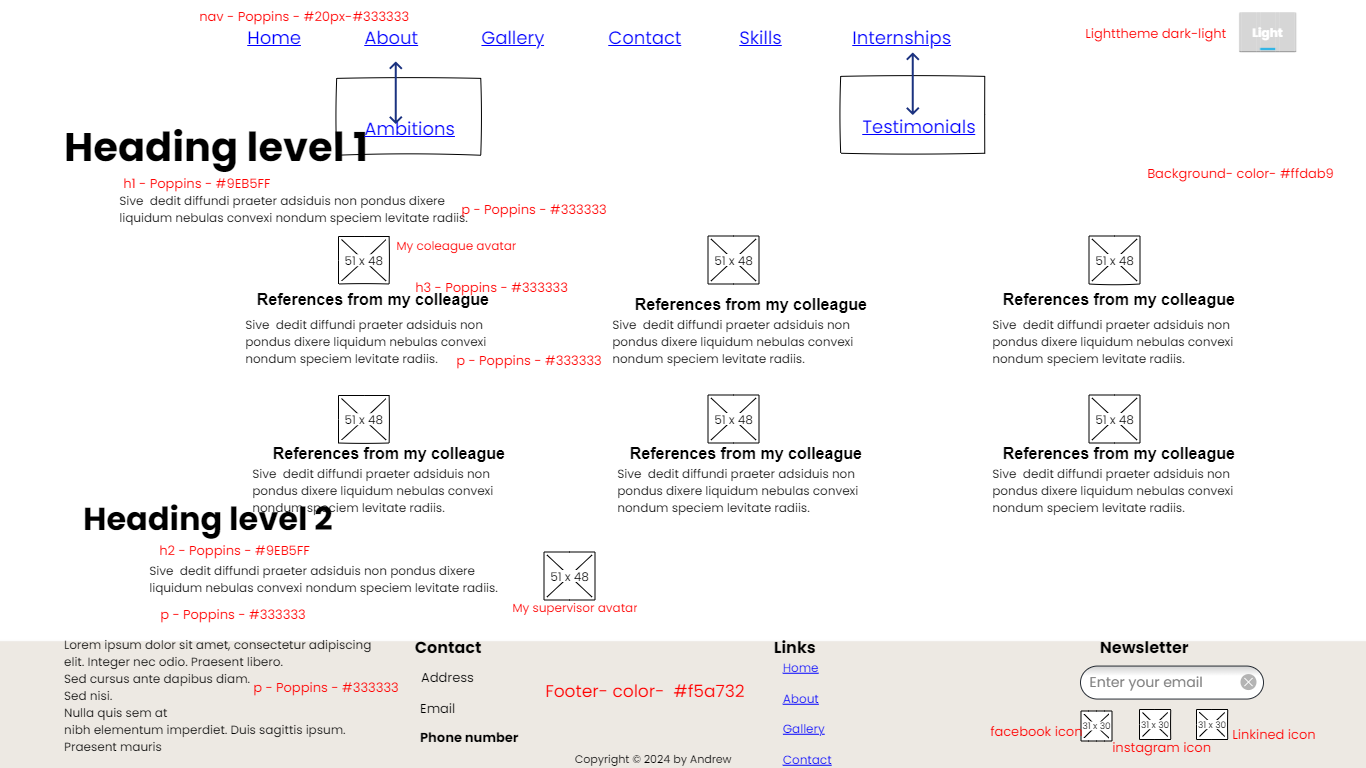 nav - Poppins - #20px-#333333
Home About Gallery Contact Skills Internships
Lighttheme dark-light
Light
Ambitions
Testimonials
Heading level 1
Background- color- #ffdab9
h1 - Poppins - #9EB5FF
Sive  dedit diffundi praeter adsiduis non pondus dixere
liquidum nebulas convexi nondum speciem levitate radiis.
p - Poppins - #333333
51 x 48
My coleague avatar
51 x 48
51 x 48
h3 - Poppins - #333333
References from my colleague
Sive  dedit diffundi praeter adsiduis non
pondus dixere liquidum nebulas convexi
nondum speciem levitate radiis.
p - Poppins - #333333
References from my colleague
Sive  dedit diffundi praeter adsiduis non
pondus dixere liquidum nebulas convexi
nondum speciem levitate radiis.
References from my colleague
Sive  dedit diffundi praeter adsiduis non
pondus dixere liquidum nebulas convexi
nondum speciem levitate radiis.
51 x 48
References from my colleague
Sive  dedit diffundi praeter adsiduis non
pondus dixere liquidum nebulas convexi
nondum speciem levitate radiis.
51 x 48
References from my colleague
Sive  dedit diffundi praeter adsiduis non
pondus dixere liquidum nebulas convexi
nondum speciem levitate radiis.
51 x 48
References from my colleague
Sive  dedit diffundi praeter adsiduis non
pondus dixere liquidum nebulas convexi
nondum speciem levitate radiis.
Heading level 2
h2 - Poppins - #9EB5FF
Sive  dedit diffundi praeter adsiduis non pondus dixere
liquidum nebulas convexi nondum speciem levitate radiis.
p - Poppins - #333333
51 x 48
My supervisor avatar
Lorem ipsum dolor sit amet, consectetur adipiscing
elit. Integer nec odio. Praesent libero.
Sed cursus ante dapibus diam.
Sed nisi.
Nulla quis sem at
nibh elementum imperdiet. Duis sagittis ipsum.
Praesent mauris
p - Poppins - #333333
Contact
Address
Email
Phone number
Footer- color-  #f5a732
Copyright © 2024 by Andrew
Links
Home
About
Gallery
Contact
Newsletter
Enter your email
facebook icon
31 x 30
31 x 30
31 x 30
instagram icon
Linkined icon